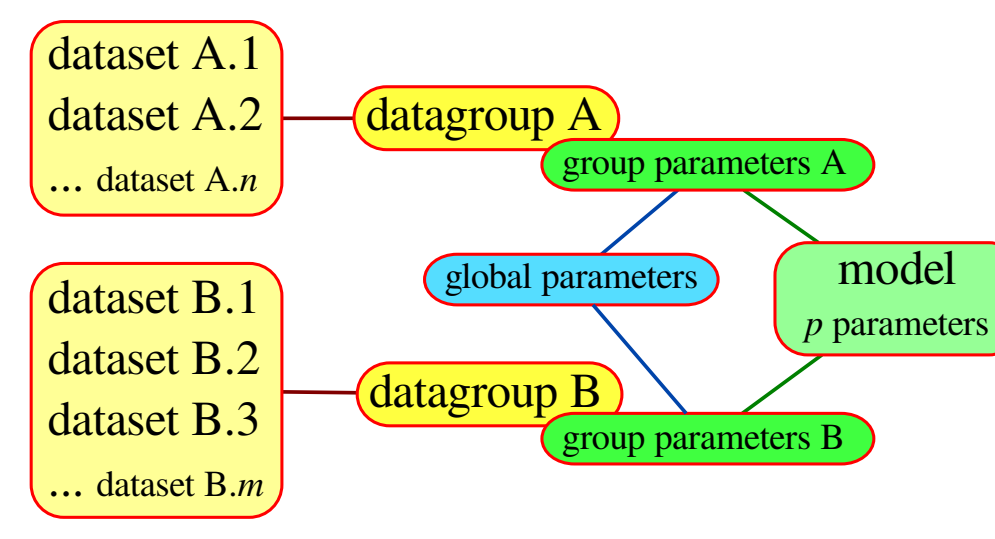 dataset A.1
dataset A.2
... dataset A.n
datagroup A
group parameters A
global parameters
model
p parameters
dataset B.1
dataset B.2
dataset B.3
... dataset B.m
datagroup B
group parameters B